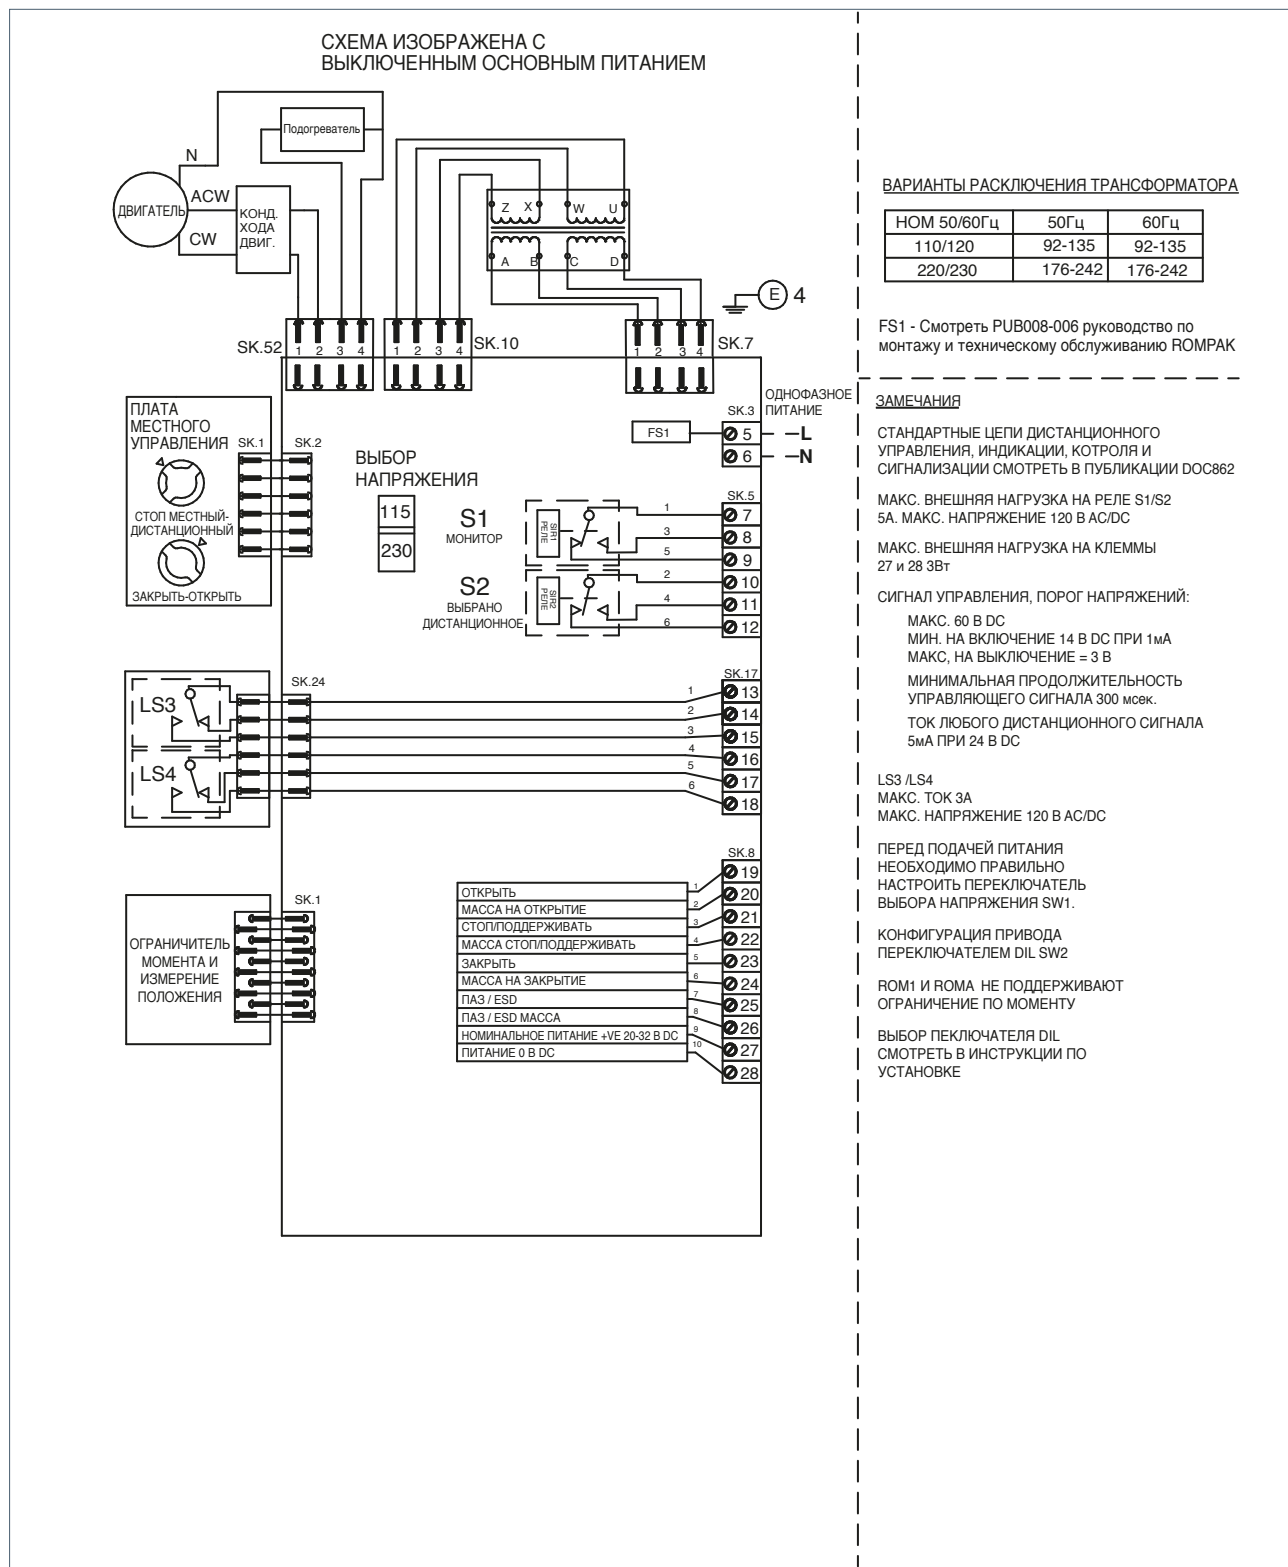 СХЕМА ИЗОБРАЖЕНА С
ВЫКЛЮЧЕННЫМ ОСНОВНЫМ ПИТАНИЕМ
Подогреватель
N
ACW
CW
ДВИГАТЕЛЬ
КОНД.
ХОДА
ДВИГ.
Z X W U
A B C D
E 4
SK.52
1 2 3 4
1 2 3 4
SK.10
1 2 3 4
SK.7
ПЛАТА
МЕСТНОГО
УПРАВЛЕНИЯ
SK.1
SK.2
СТОП МЕСТНЫЙ-
ДИСТАНЦИОННЫЙ
ЗАКРЫТЬ-ОТКРЫТЬ
ВЫБОР
НАПРЯЖЕНИЯ
115
230
SK.3
ОДНОФАЗНОЕ
ПИТАНИЕ
FS1
5
L
6
N
SK.5
S1
МОНИТОР
SIR1
РЕЛЕ
1
7
3
8
5
9
S2
ВЫБРАНО
ДИСТАНЦИОННОЕ
SIR2
РЕЛЕ
2
10
4
11
6
12
LS3
LS4
SK.24
SK.17
1
1
13
2
2
14
3
3
15
4
4
16
5
5
17
6
6
18
ОГРАНИЧИТЕЛЬ
МОМЕНТА И
ИЗМЕРЕНИЕ
ПОЛОЖЕНИЯ
SK.1
SK.8
ОТКРЫТЬ
1
19
МАССА НА ОТКРЫТИЕ
2
20
СТОП/ПОДДЕРЖИВАТЬ
3
21
МАССА СТОП/ПОДДЕРЖИВАТЬ
4
22
ЗАКРЫТЬ
5
23
МАССА НА ЗАКРЫТИЕ
6
24
ПАЗ / ESD
7
25
ПАЗ / ESD МАССА
8
26
НОМИНАЛЬНОЕ ПИТАНИЕ +VE 20-32 В DC
9
27
ПИТАНИЕ 0 В DC
10
28
ВАРИАНТЫ РАСКЛЮЧЕНИЯ ТРАНСФОРМАТОРА
НОМ 50/60Гц 50Гц 60Гц
110/120 92-135 92-135
220/230 176-242 176-242
FS1 - Смотреть PUB008-006 руководство по
монтажу и техническому обслуживанию ROMPAK
ЗАМЕЧАНИЯ
СТАНДАРТНЫЕ ЦЕПИ ДИСТАНЦИОННОГО
УПРАВЛЕНИЯ, ИНДИКАЦИИ, КОТРОЛЯ И
СИГНАЛИЗАЦИИ СМОТРЕТЬ В ПУБЛИКАЦИИ DOC862
МАКС. ВНЕШНЯЯ НАГРУЗКА НА РЕЛЕ S1/S2
5А. МАКС. НАПРЯЖЕНИЕ 120 В AC/DC
МАКС. ВНЕШНЯЯ НАГРУЗКА НА КЛЕММЫ
27 и 28 3Вт
СИГНАЛ УПРАВЛЕНИЯ, ПОРОГ НАПРЯЖЕНИЙ:
МАКС. 60 В DC
МИН. НА ВКЛЮЧЕНИЕ 14 В DC ПРИ 1мА
МАКС, НА ВЫКЛЮЧЕНИЕ = 3 В
МИНИМАЛЬНАЯ ПРОДОЛЖИТЕЛЬНОСТЬ
УПРАВЛЯЮЩЕГО СИГНАЛА 300 мсек.
ТОК ЛЮБОГО ДИСТАНЦИОННОГО СИГНАЛА
5мА ПРИ 24 В DC
LS3 /LS4
МАКС. ТОК 3А
МАКС. НАПРЯЖЕНИЕ 120 В AC/DC
ПЕРЕД ПОДАЧЕЙ ПИТАНИЯ
НЕОБХОДИМО ПРАВИЛЬНО
НАСТРОИТЬ ПЕРЕКЛЮЧАТЕЛЬ
ВЫБОРА НАПРЯЖЕНИЯ SW1.
КОНФИГУРАЦИЯ ПРИВОДА
ПЕРЕКЛЮЧАТЕЛЕМ DIL SW2
ROM1 И ROMA НЕ ПОДДЕРЖИВАЮТ
ОГРАНИЧЕНИЕ ПО МОМЕНТУ
ВЫБОР ПЕКЛЮЧАТЕЛЯ DIL
СМОТРЕТЬ В ИНСТРУКЦИИ ПО
УСТАНОВКЕ